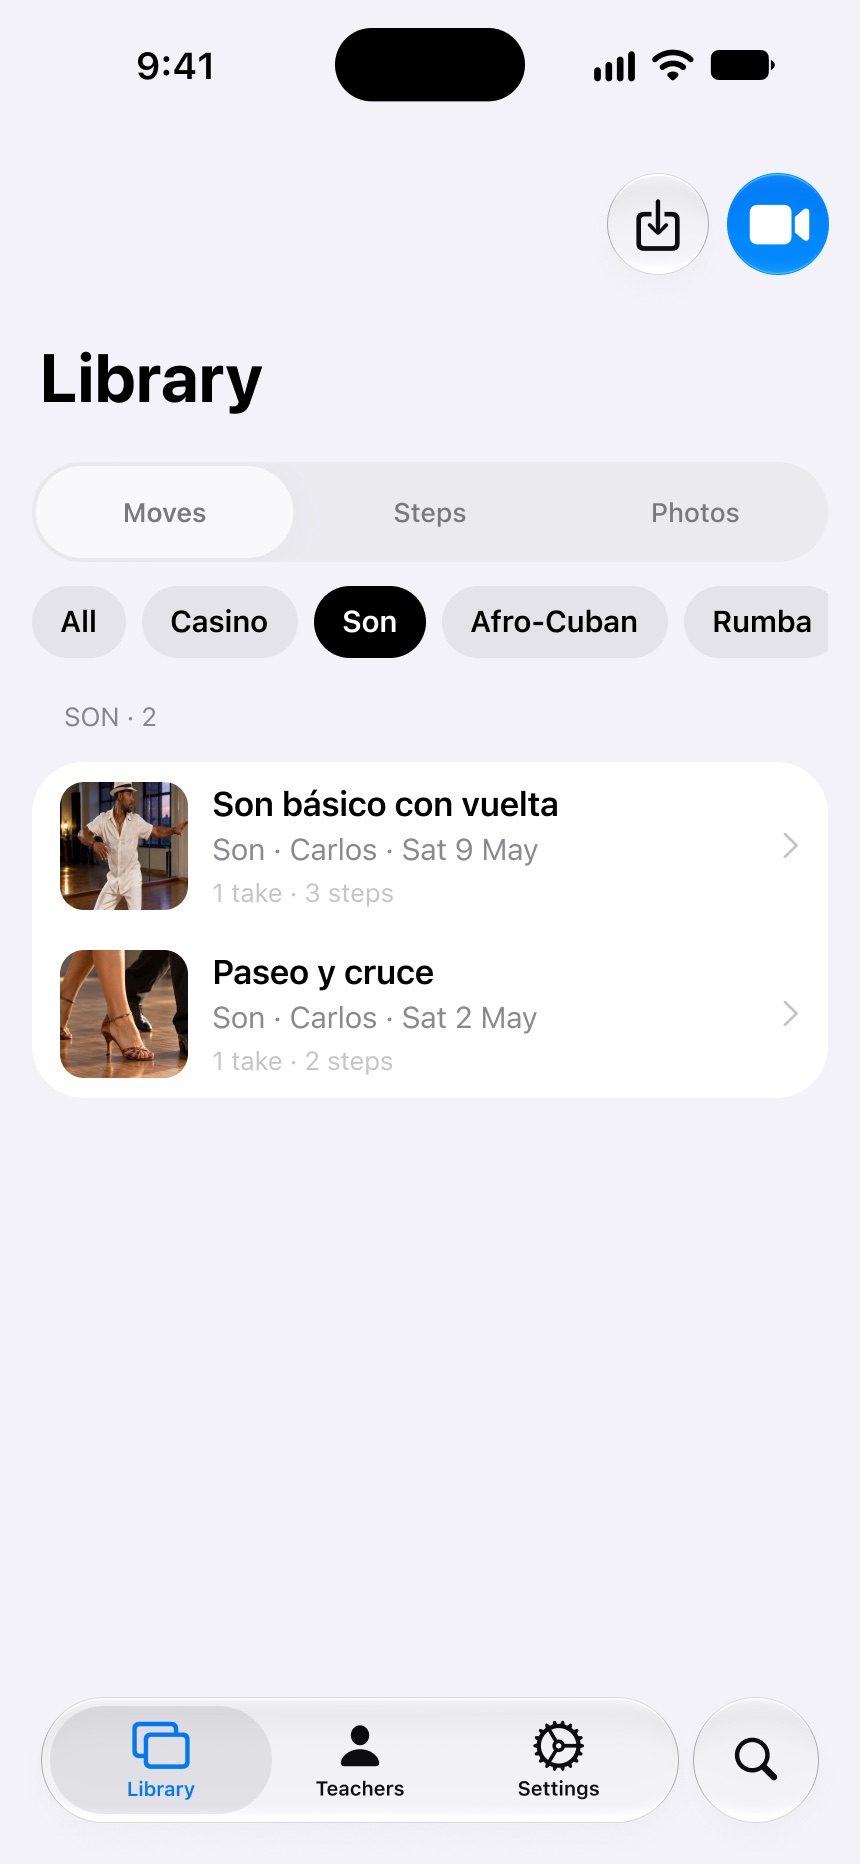 9:41
Library
Moves Steps Photos
All Casino Son Afro-Cuban Rumba
SON · 2
Son básico con vuelta
Son · Carlos · Sat 9 May
1 take · 3 steps
Paseo y cruce
Son · Carlos · Sat 2 May
1 take · 2 steps
Library Teachers Settings